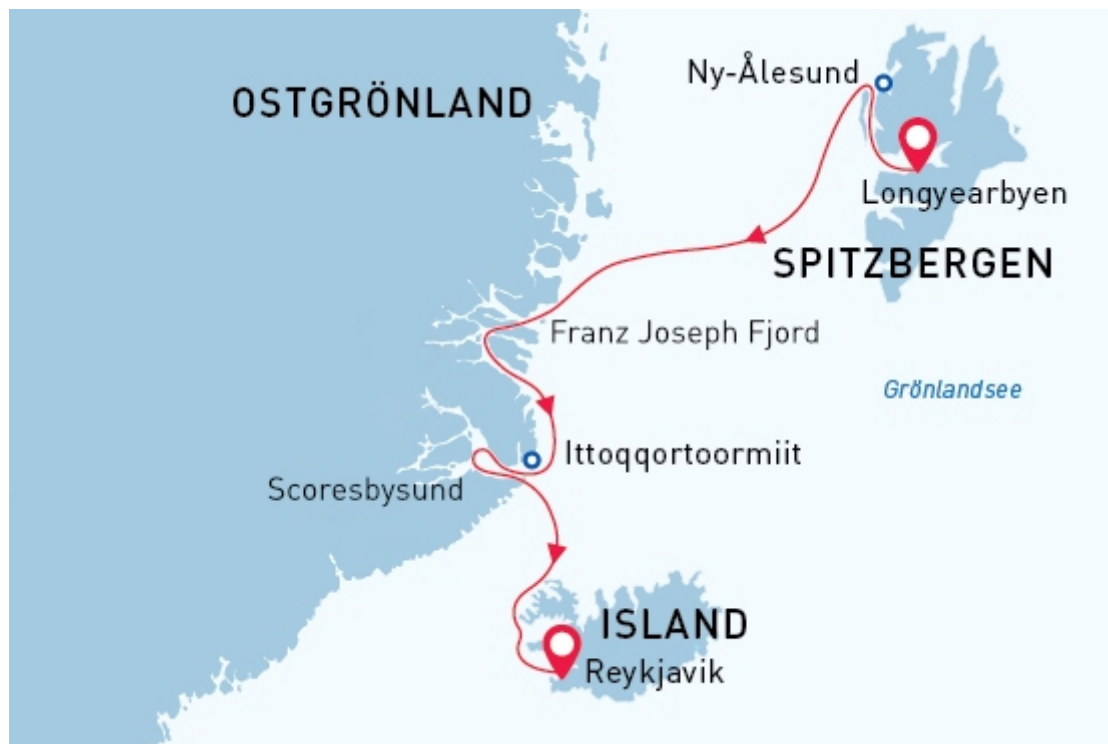 Ny-Ålesund
OSTGRÖNLAND
Longyearbyen
SPITZBERGEN
Franz Joseph Fjord
Grönlandsee
Ittoqqortoormiit
Scoresbysund
ISLAND
Reykjavik